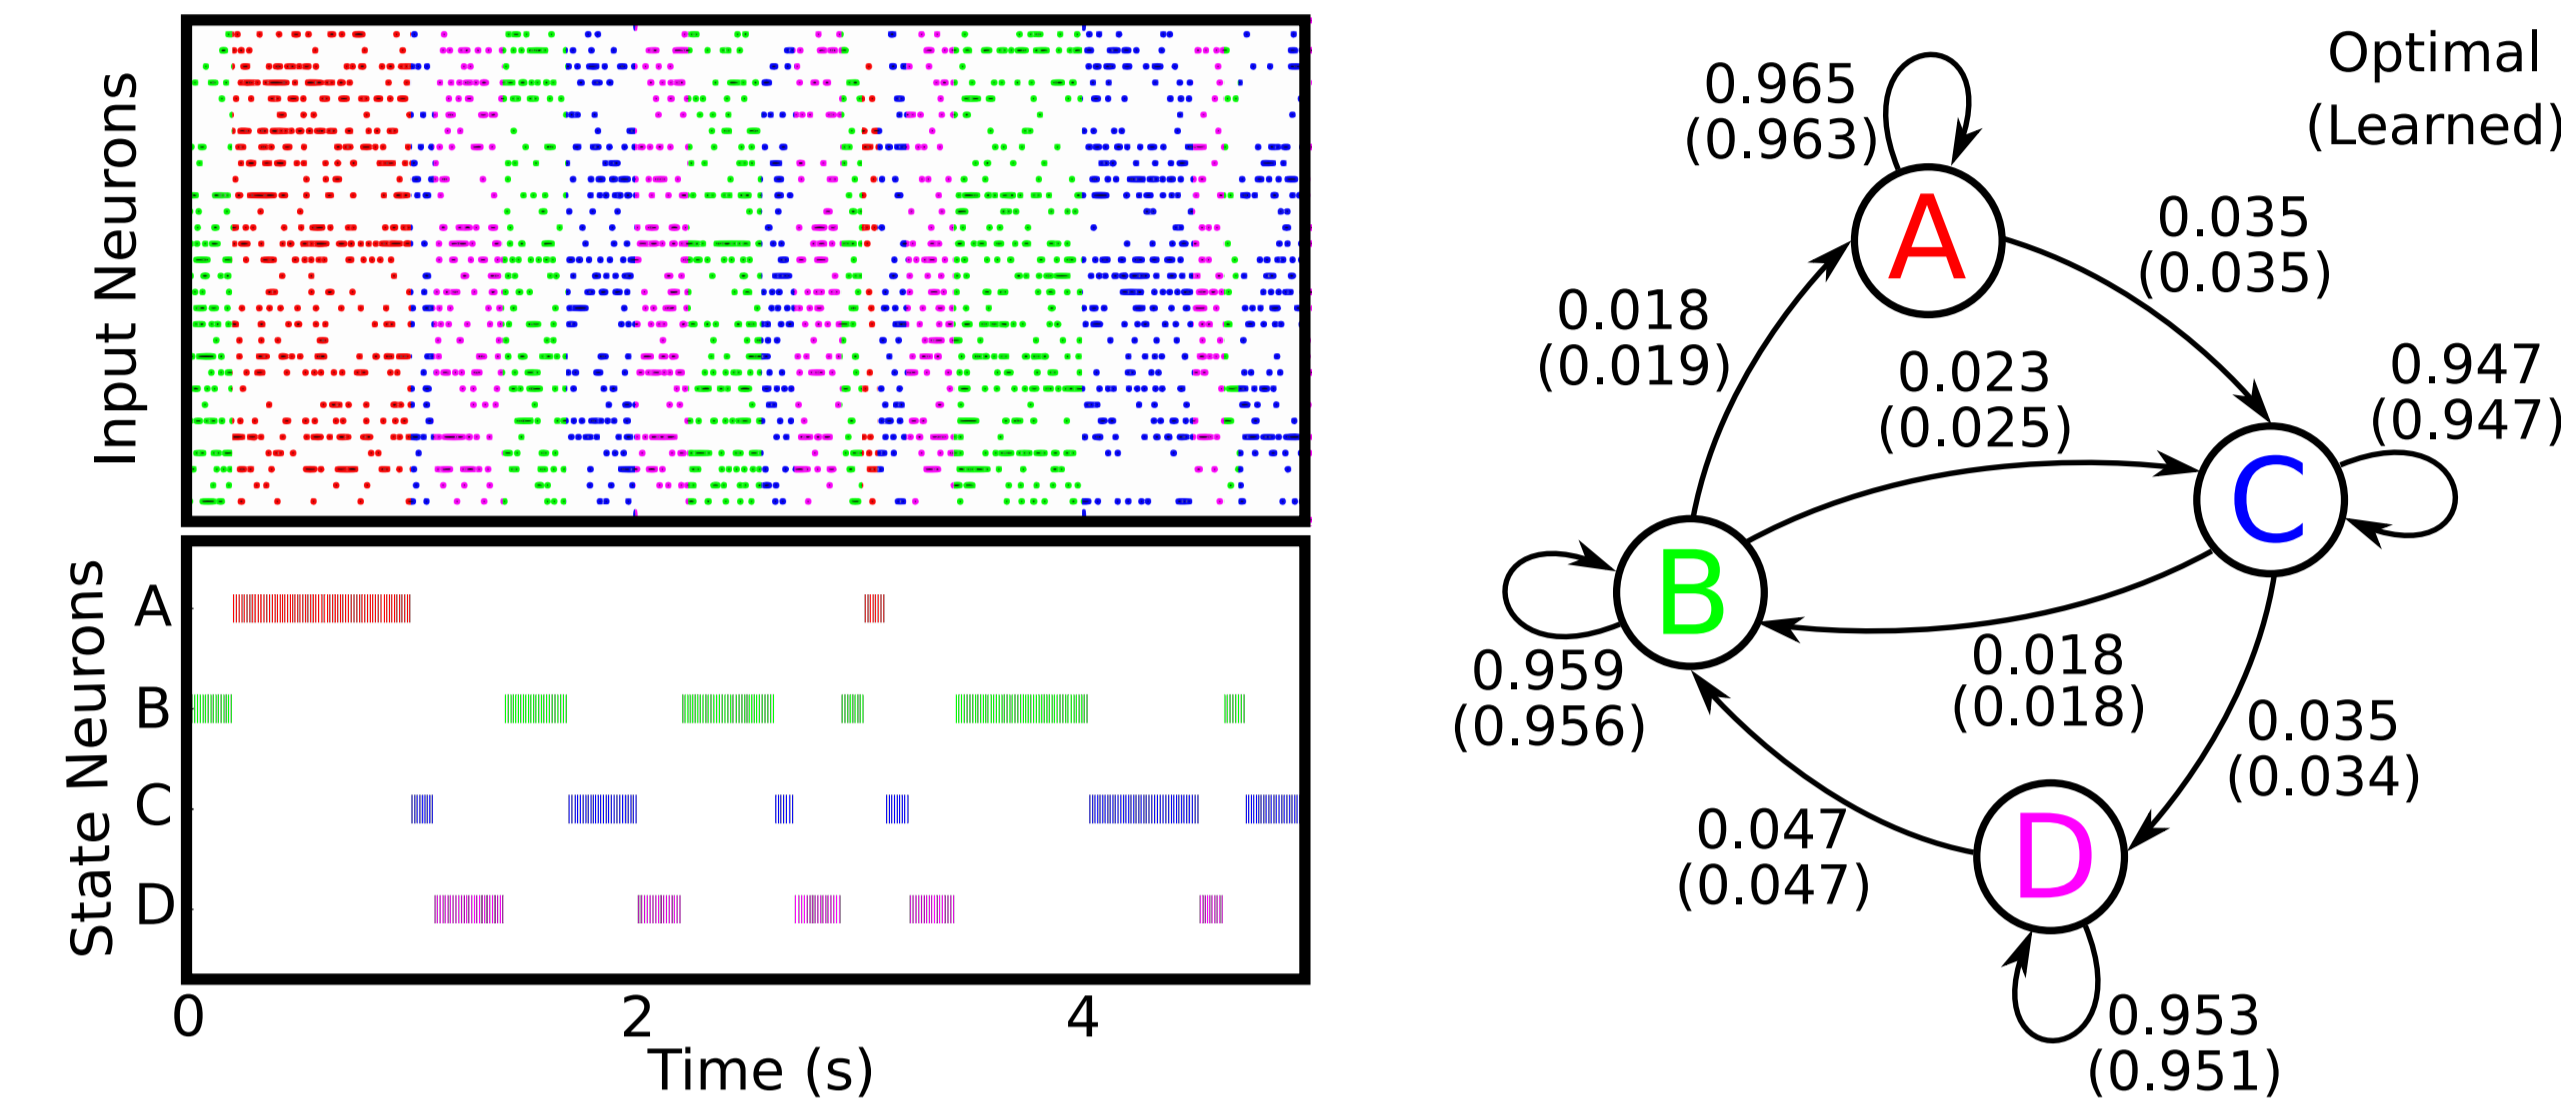 Input Neurons
State Neurons
A
B
C
D
0
2
4
Time (s)
Optimal
(Learned)
0.965
(0.963)
A
0.035
(0.035)
0.018
(0.019)
0.023
(0.025)
0.947
(0.947)
C
B
0.959
(0.956)
0.018
(0.018)
0.035
(0.034)
0.047
(0.047)
D
0.953
(0.951)